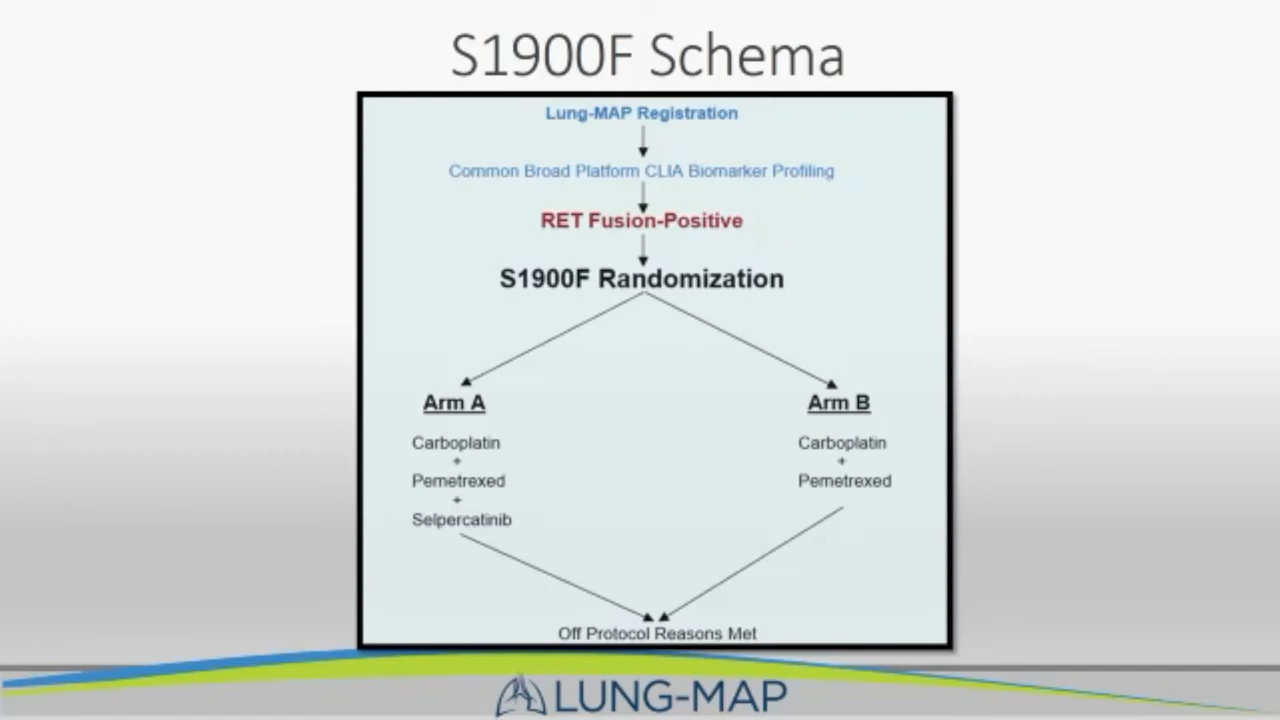 S1900F Schema
Lung-MAP Registration
Common Broad Platform CLIA Biomarker Profiling
RET Fusion-Positive
S1900F Randomization
Arm A
Carboplatin
+
Pemetrexed
+
Selpercatinib
Arm B
Carboplatin
+
Pemetrexed
Off Protocol Reasons Met
LUNG-MAP